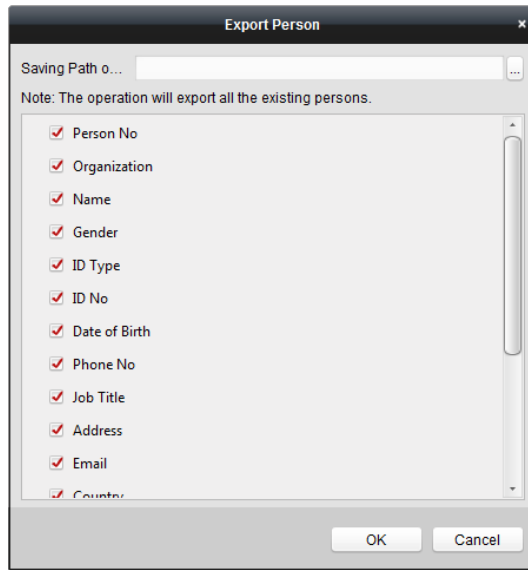 Export Person
Saving Path o... ...
Note: The operation will export all the existing persons.
Person No
Organization
Name
Gender
ID Type
ID No
Date of Birth
Phone No
Job Title
Address
Email
Country
OK Cancel